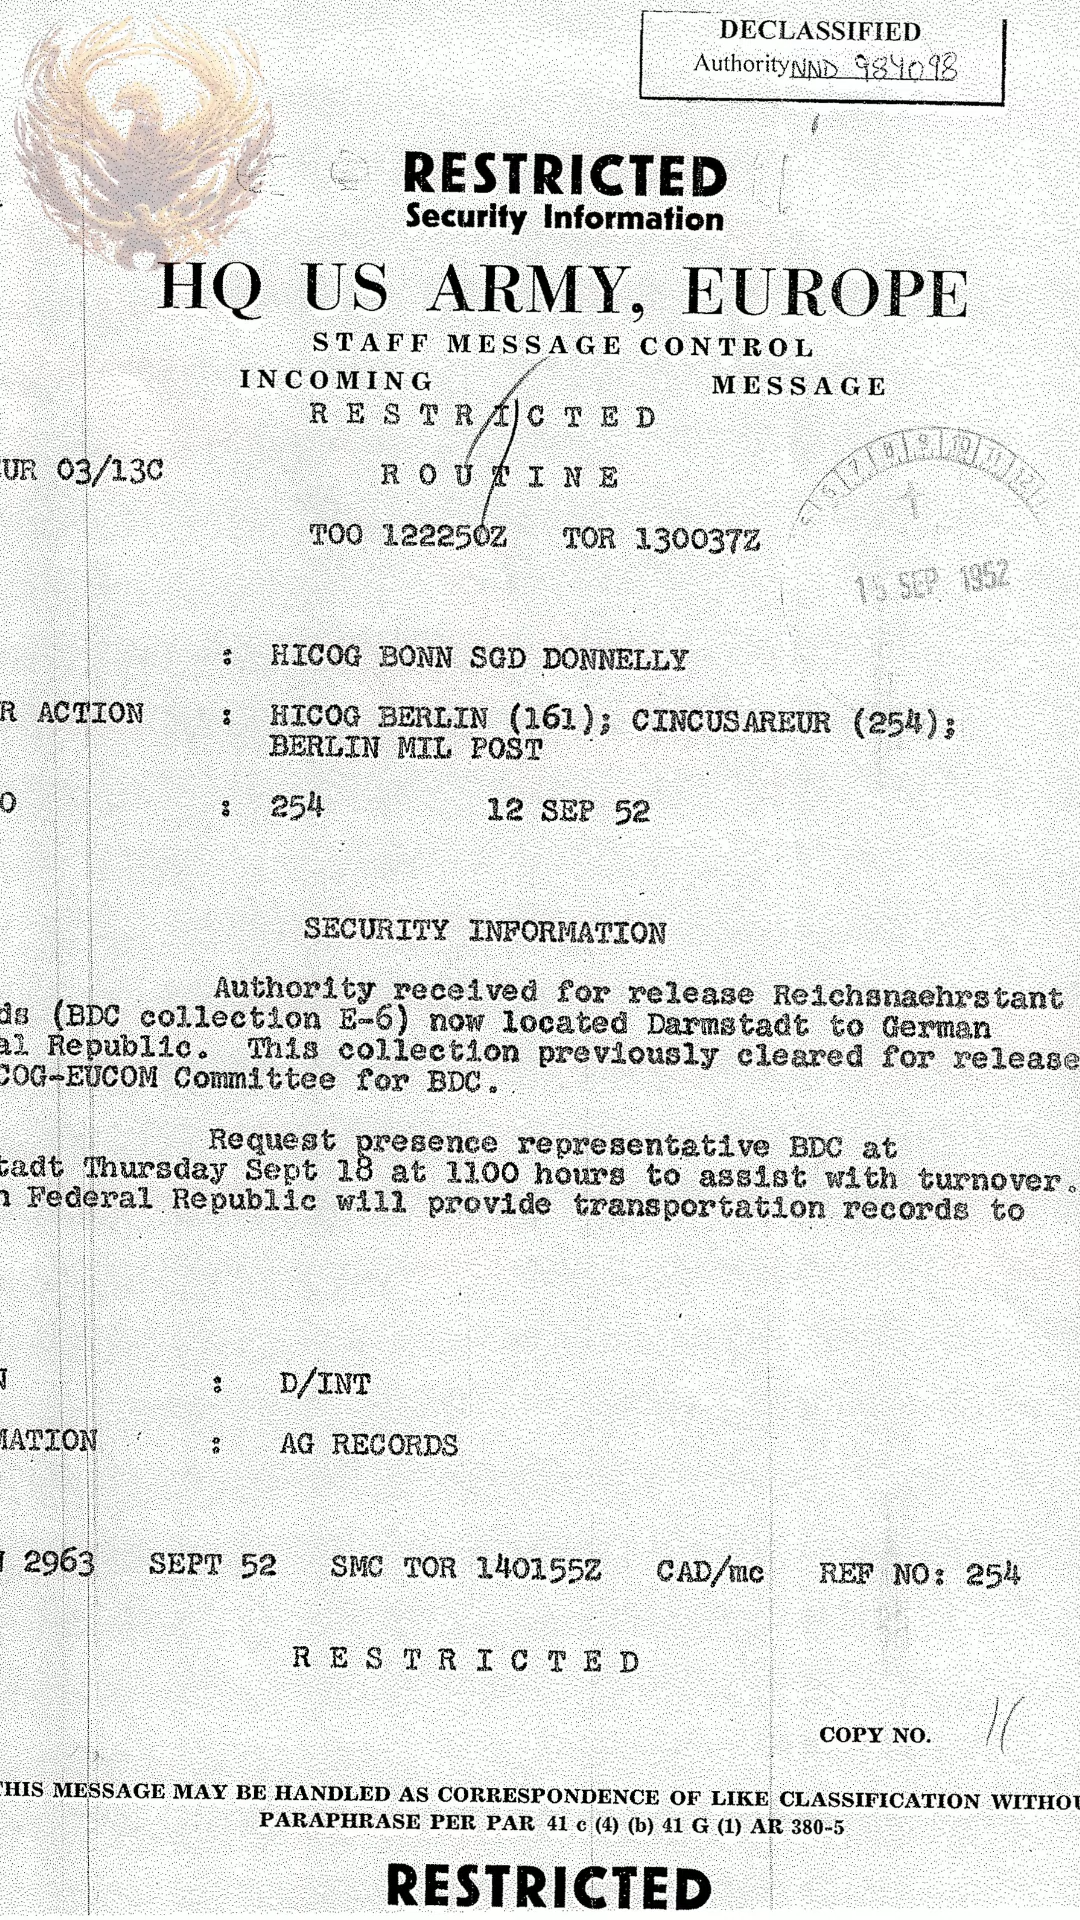 DECLASSIFIED
Authority NND 984098
RESTRICTED
Security Information
HQ US ARMY, EUROPE
STAFF MESSAGE CONTROL
INCOMING MESSAGE
RESTRICTED
UR 03/13C
ROUTINE
TOO 122250Z TOR 130037Z
15 SEP 1952
: HICOG BONN SGD DONNELLY
R ACTION : HICOG BERLIN (161); CINCUSAREUR (254);
BERLIN MIL POST
O : 254 12 SEP 52
SECURITY INFORMATION
Authority received for release Reichsnaehrstant
ds (BDC collection E-6) now located Darmstadt to German
al Republic. This collection previously cleared for release
COG-EUCOM Committee for BDC.
Request presence representative BDC at
tadt Thursday Sept 18 at 1100 hours to assist with turnover.
n Federal Republic will provide transportation records to
N : D/INT
MATION : AG RECORDS
N 2963 SEPT 52 SMC TOR 140155Z CAD/mc REF NO: 254
RESTRICTED
COPY NO.
THIS MESSAGE MAY BE HANDLED AS CORRESPONDENCE OF LIKE CLASSIFICATION WITHOU
PARAPHRASE PER PAR 41 c (4) (b) 41 G (1) AR 380-5
RESTRICTED